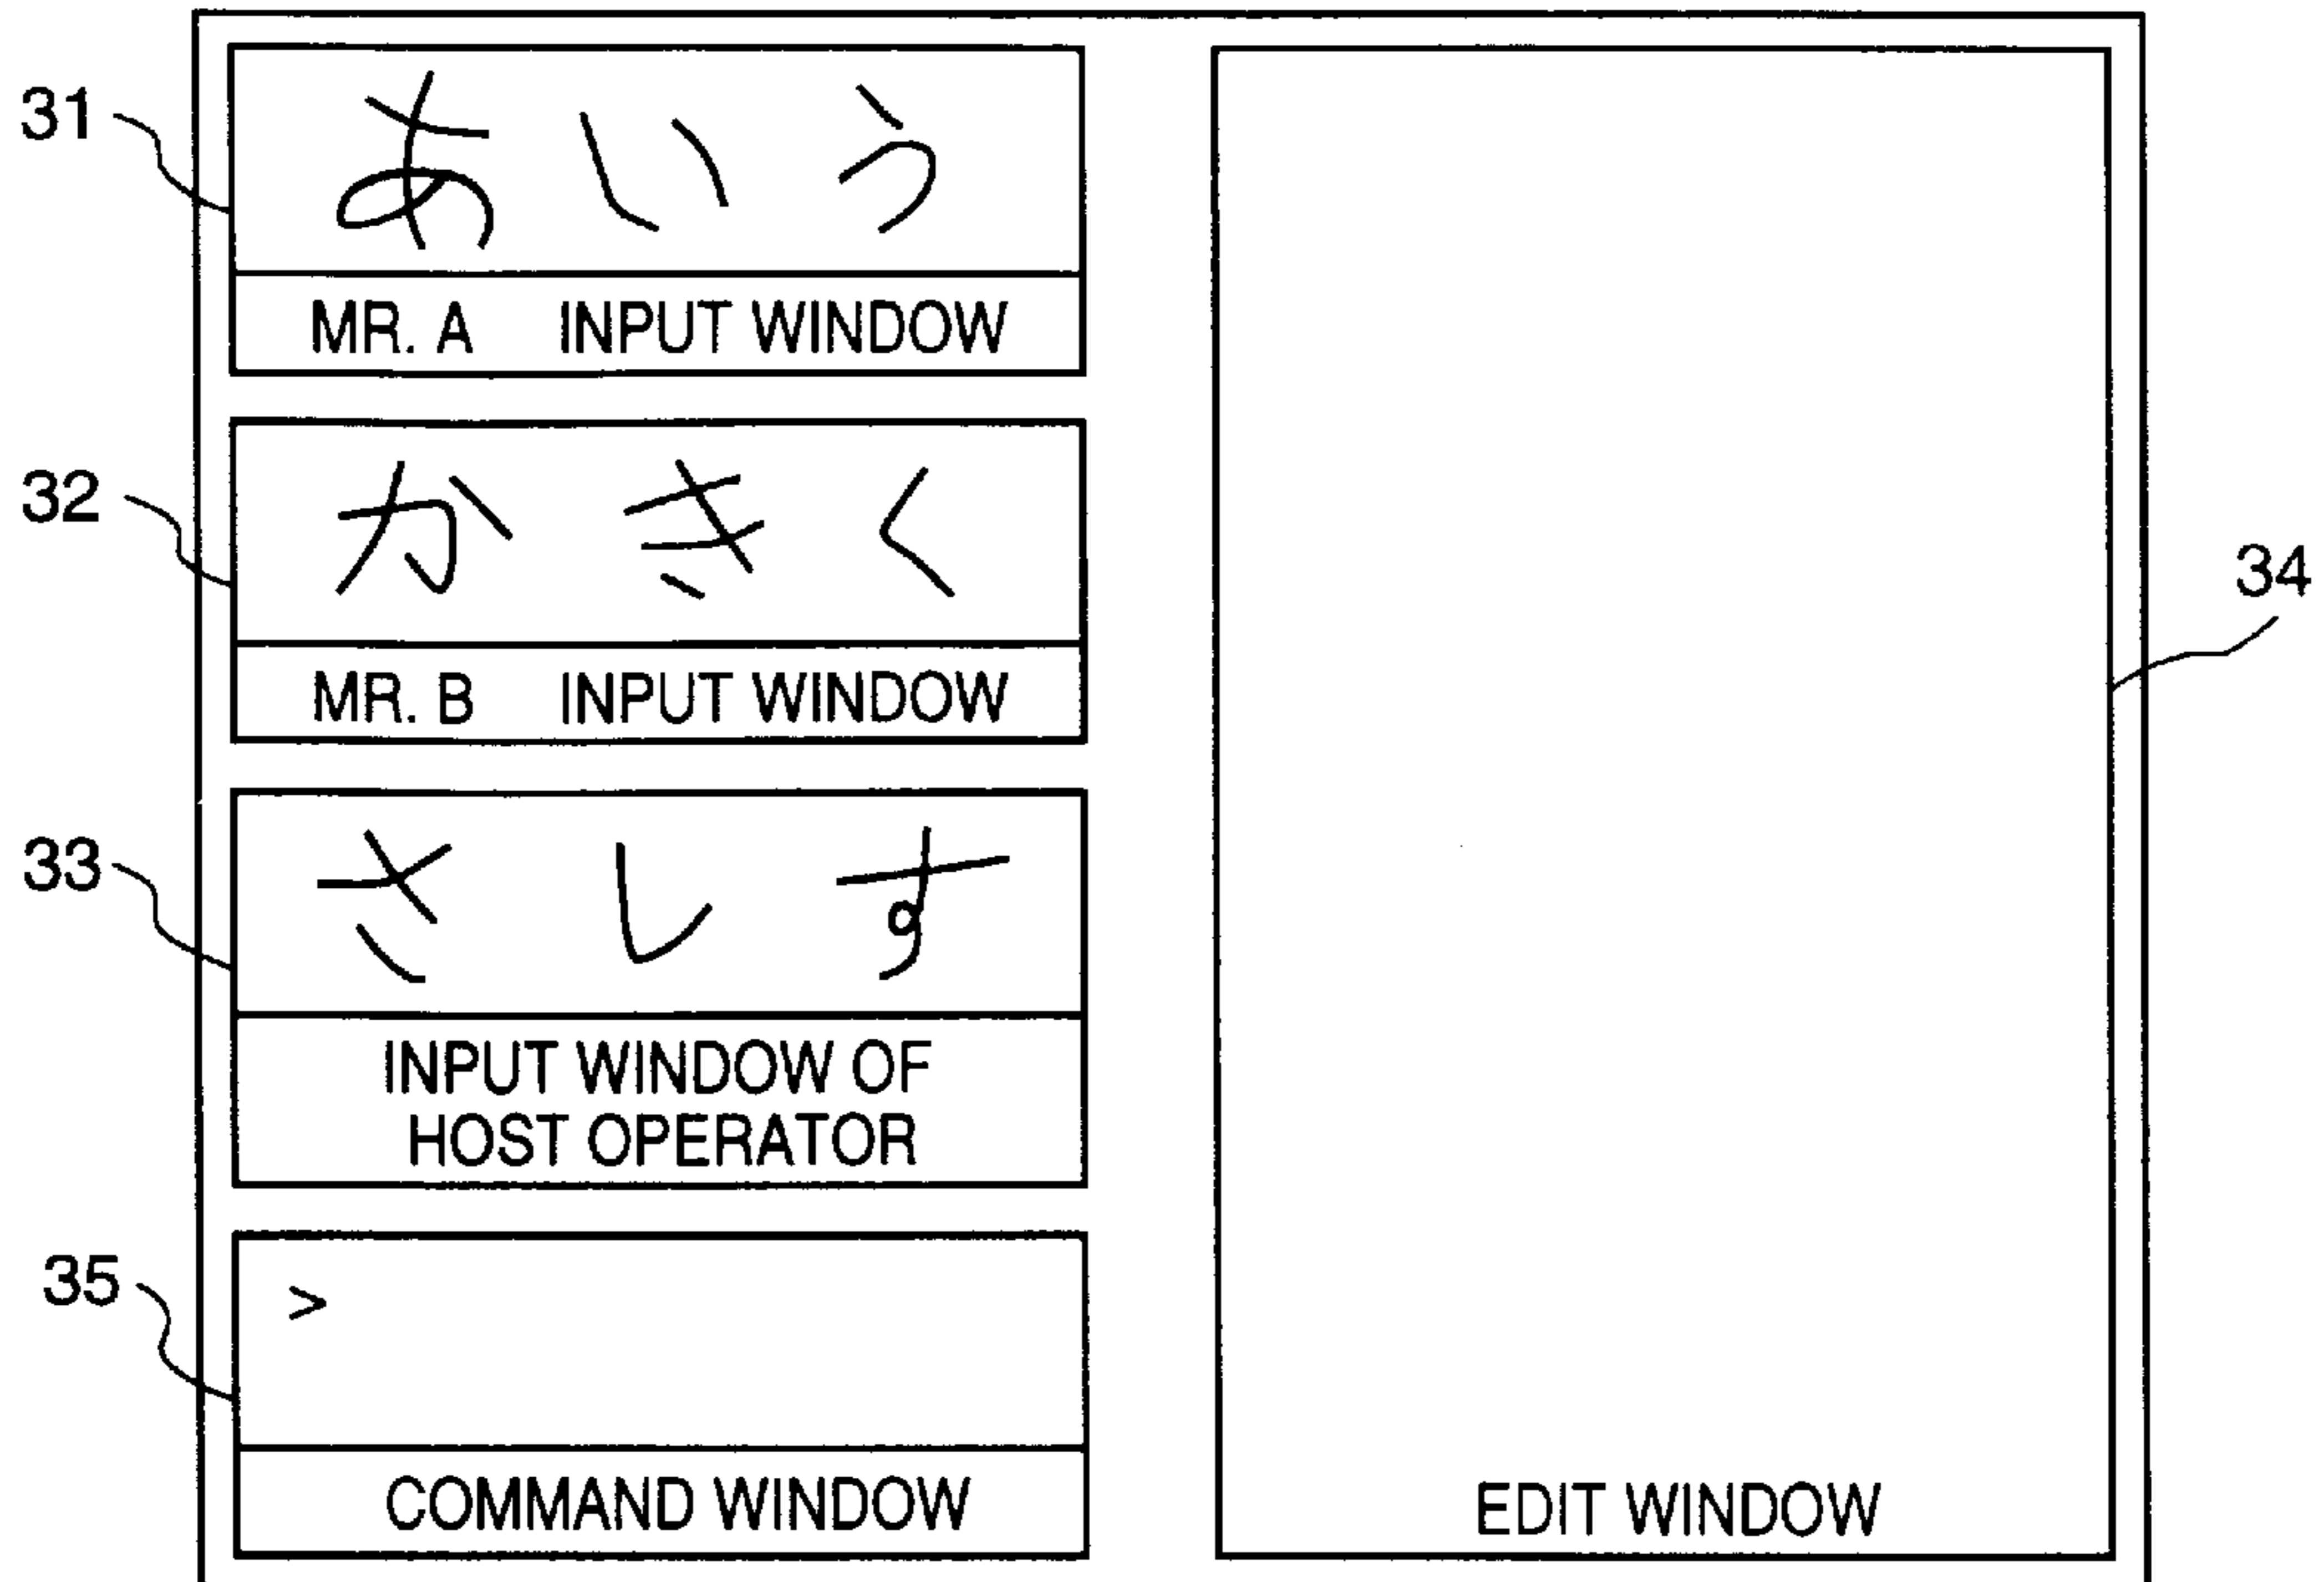 31
あいう
MR. A INPUT WINDOW
32
かきく
MR. B INPUT WINDOW
33
さしす
INPUT WINDOW OF
HOST OPERATOR
35
>
COMMAND WINDOW
34
EDIT WINDOW